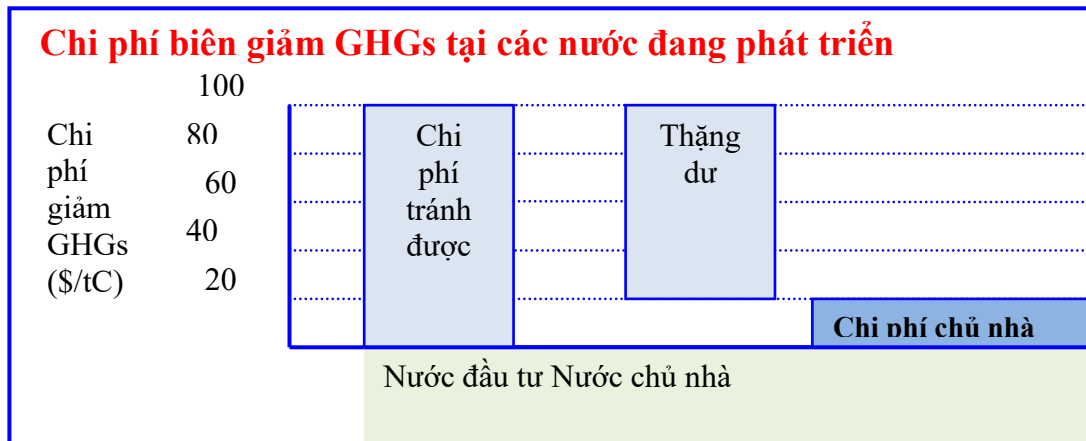 Chi phí biên giảm GHGs tại các nước đang phát triển
100
80
60
40
20
Chi
phí
giảm
GHGs
($/tC)
Chi
phí
tránh
được
Thặng
dư
Chi phí chủ nhà
Nước đầu tư Nước chủ nhà